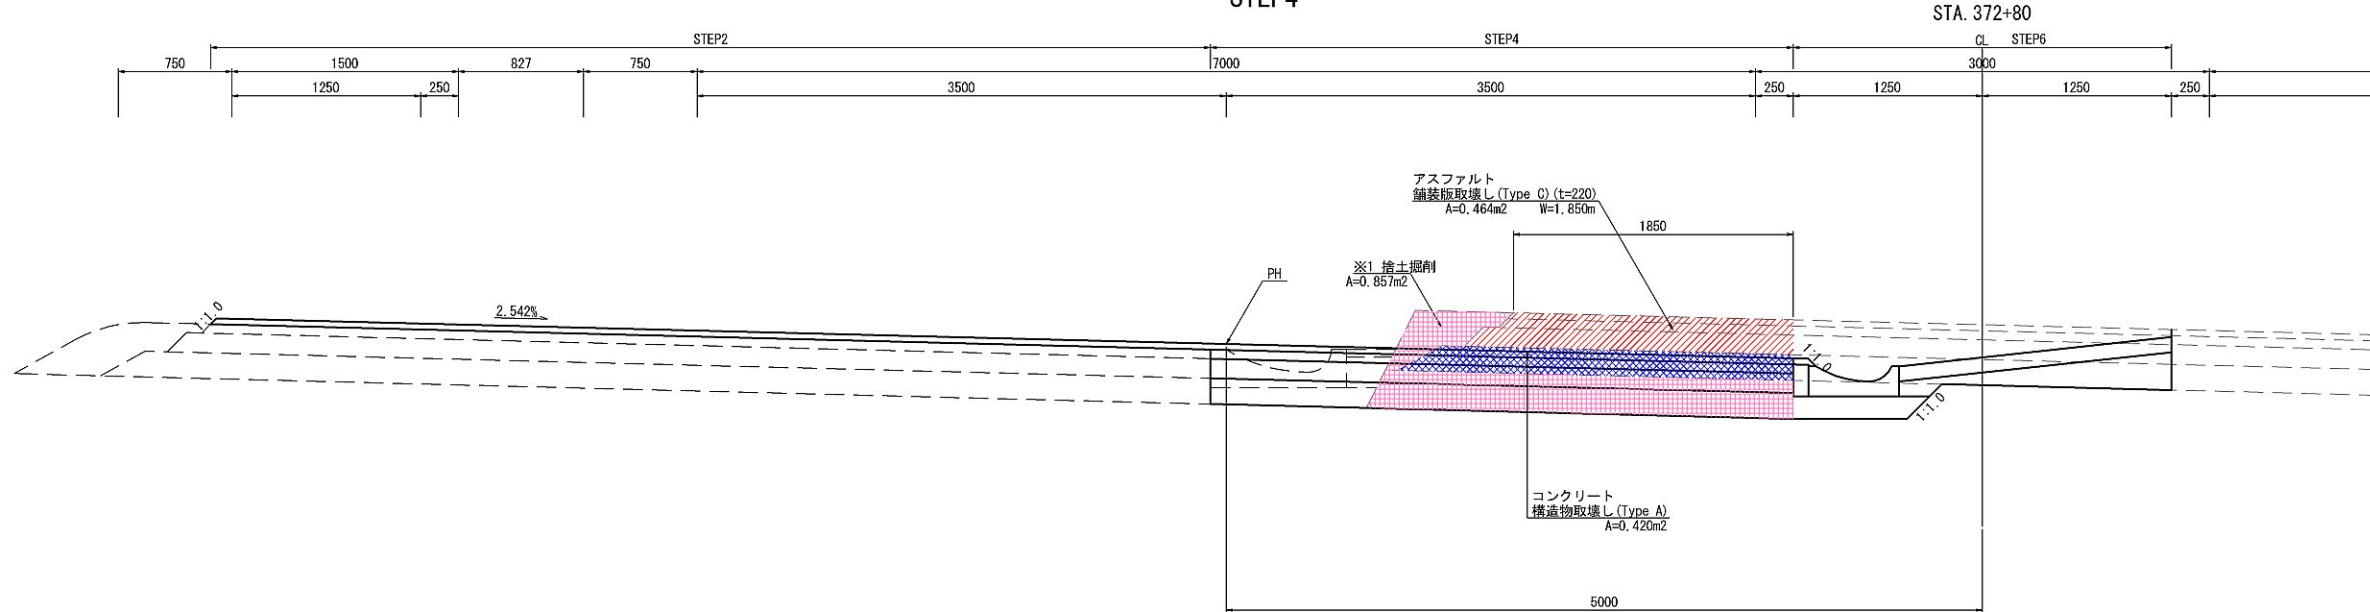 STEP4
STA. 372+80
STEP2
STEP4
CL
STEP6
750
1500
827
750
7000
3000
1250
250
3500
3500
250
1250
1250
250
アスファルト
舗装版取壊し(Type C)(t=220)
A=0.464m2 W=1.850m
1850
※1 捨土掘削
A=0.857m2
PH
1:1.0
2.542%
1:1.0
1:1.0
コンクリート
構造物取壊し(Type A)
A=0.420m2
5000